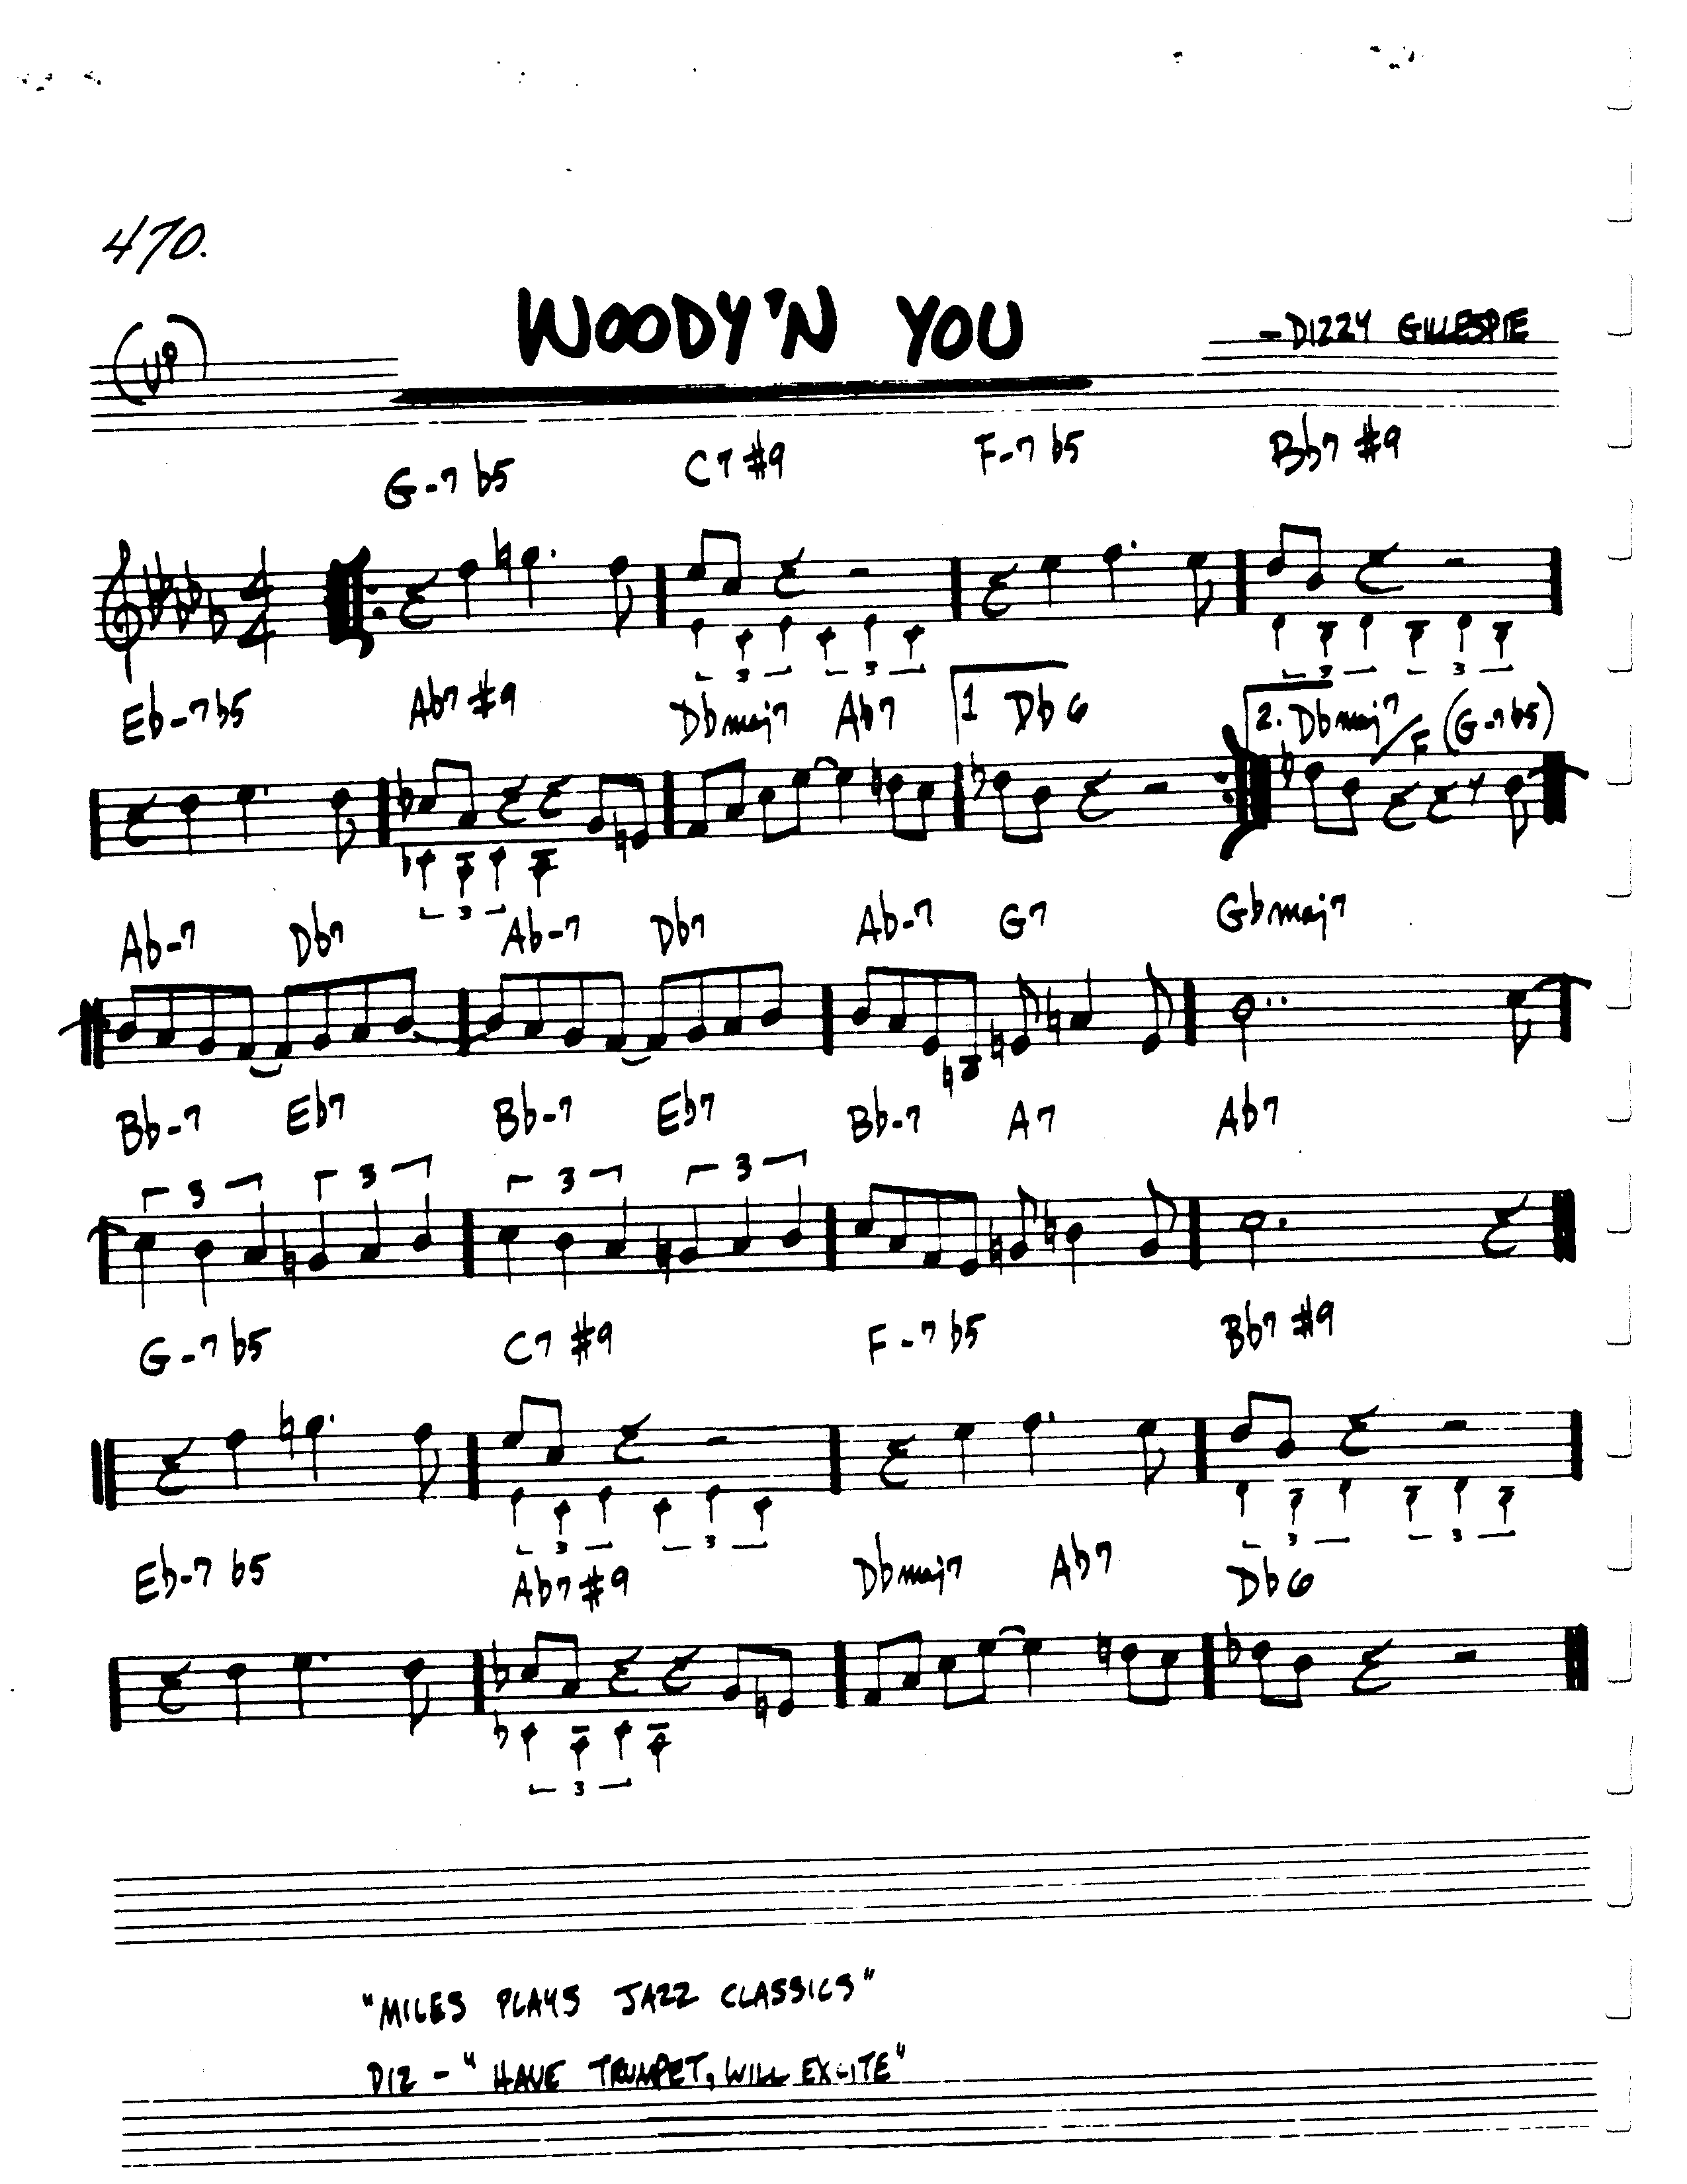 470.
(UP)
WOODY'N YOU
- DIZZY GILLESPIE
G-7 b5 C7 #9 F-7 b5 Bb7 #9
3 3 3 3
Eb-7b5 Ab7 #9 Dbmaj7 Ab7 1 Db6 2. Dbmaj7/F (G-7b5)
3
Ab-7 Db7 Ab-7 Db7 Ab-7 G7 Gbmaj7
Bb-7 Eb7 Bb-7 Eb7 Bb-7 A7 Ab7
3 3 3 3
G-7 b5 C7 #9 F-7 b5 Bb7 #9
3 3 3 3
Eb-7 b5 Ab7 #9 Dbmaj7 Ab7 Db6
3
"MILES PLAYS JAZZ CLASSICS"
DIZ - "HAVE TRUMPET, WILL EXCITE"